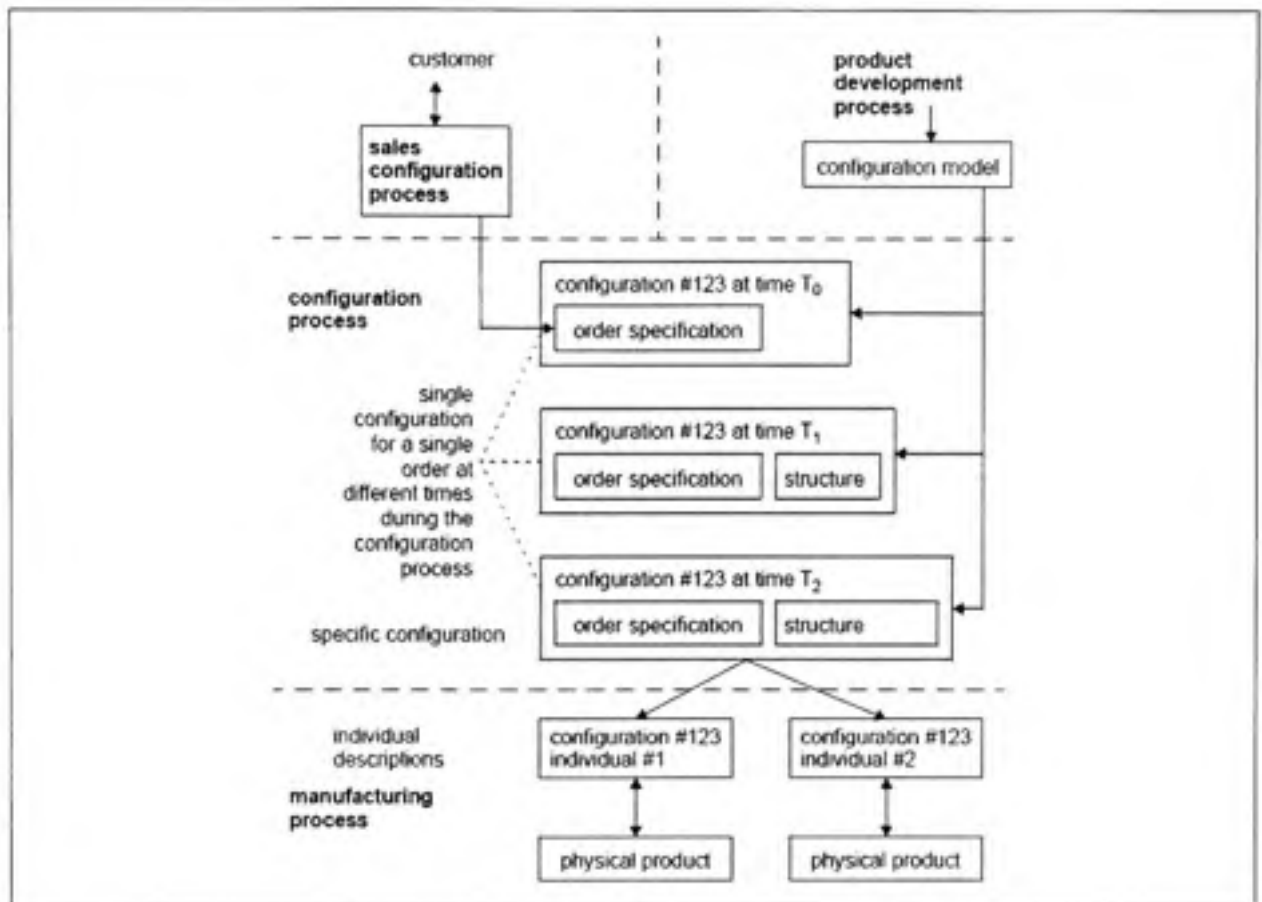 customer
sales
configuration
process
product
development
process
configuration model
configuration
process
configuration #123 at time T0
order specification
single
configuration
for a single
order at
different times
during the
configuration
process
configuration #123 at time T1
order specification
structure
configuration #123 at time T2
order specification
structure
specific configuration
individual
descriptions
configuration #123
individual #1
configuration #123
individual #2
manufacturing
process
physical product
physical product